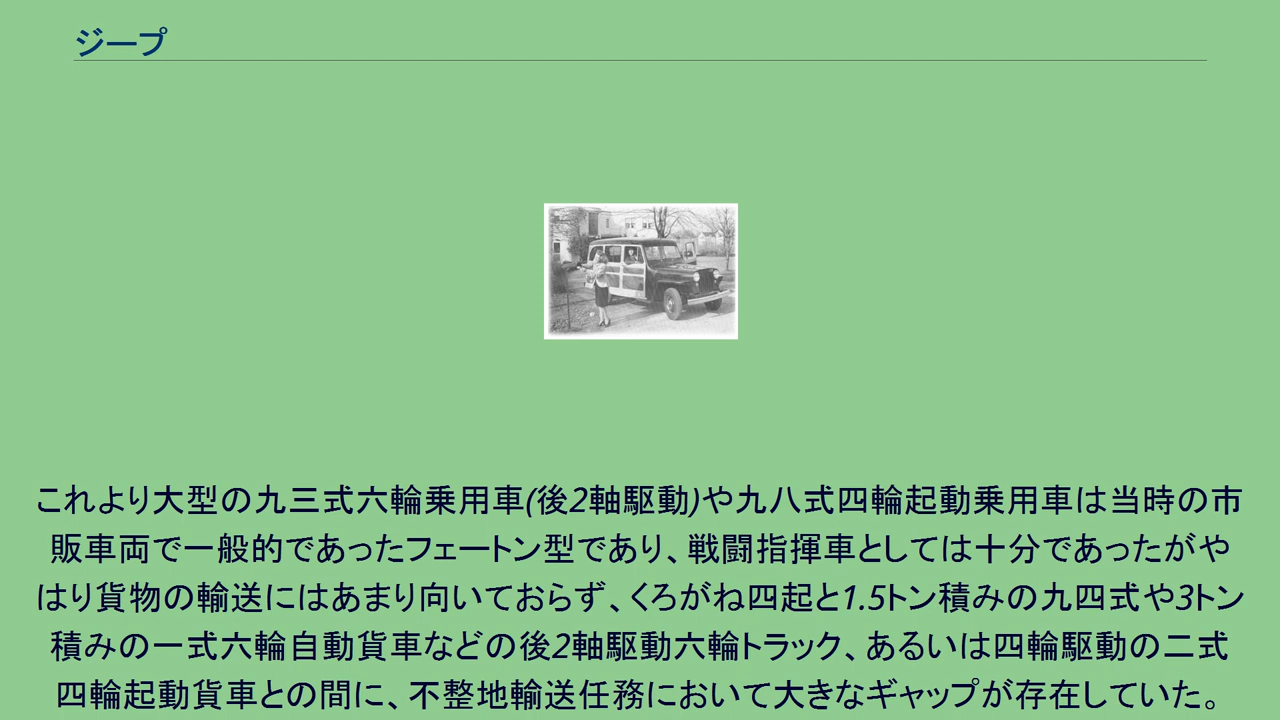 ジープ
これより大型の九三式六輪乗用車(後2軸駆動)や九八式四輪起動乗用車は当時の市
販車両で一般的であったフェートン型であり、戦闘指揮車としては十分であったがや
はり貨物の輸送にはあまり向いておらず、くろがね四起と1.5トン積みの九四式や3トン
積みの一式六輪自動貨車などの後2軸駆動六輪トラック、あるいは四輪駆動の二式
四輪起動貨車との間に、不整地輸送任務において大きなギャップが存在していた。